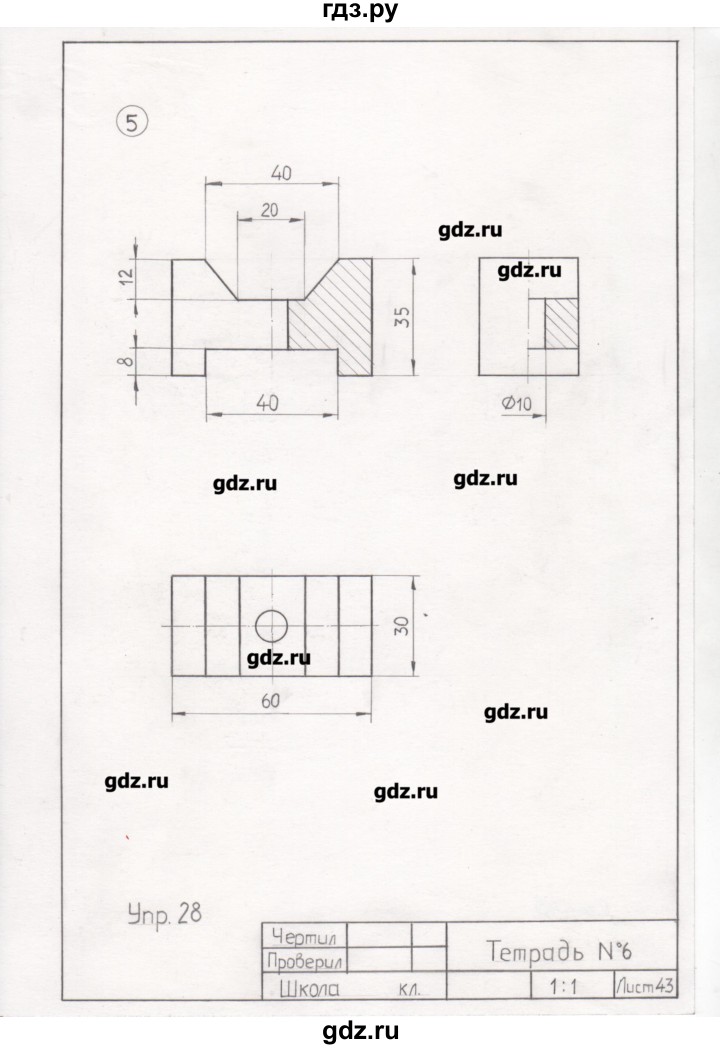 гдз.ру
5
40
20
gdz.ru
gdz.ru
12
35
8
40
Ø10
gdz.ru
gdz.ru
30
gdz.ru
60
gdz.ru
gdz.ru
gdz.ru
Упр. 28
Чертил
Проверил
Тетрадь №6
Школа кл.
1:1
Лист 43
gdz.ru